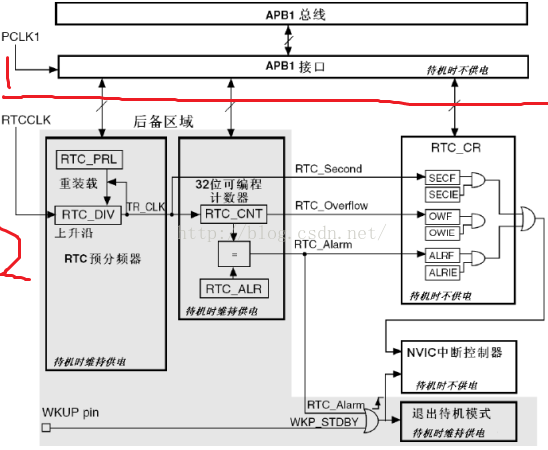 APB1 总线
PCLK1
APB1 接口
待机时不供电
RTCCLK
后备区域
RTC_CR
RTC_PRL
32位可编程
计数器
RTC_Second
SECF
SECIE
重装载
RTC_DIV
TR_CLK
RTC_CNT
RTC_Overflow
OWF
OWIE
上升沿
http://blog.csdn.net/
RTC预分频器
=
RTC_Alarm
ALRF
ALRIE
RTC_ALR
待机时不供电
待机时维持供电
待机时维持供电
NVIC中断控制器
待机时不供电
RTC_Alarm
WKUP pin
WKP_STDBY
退出待机模式
待机时维持供电